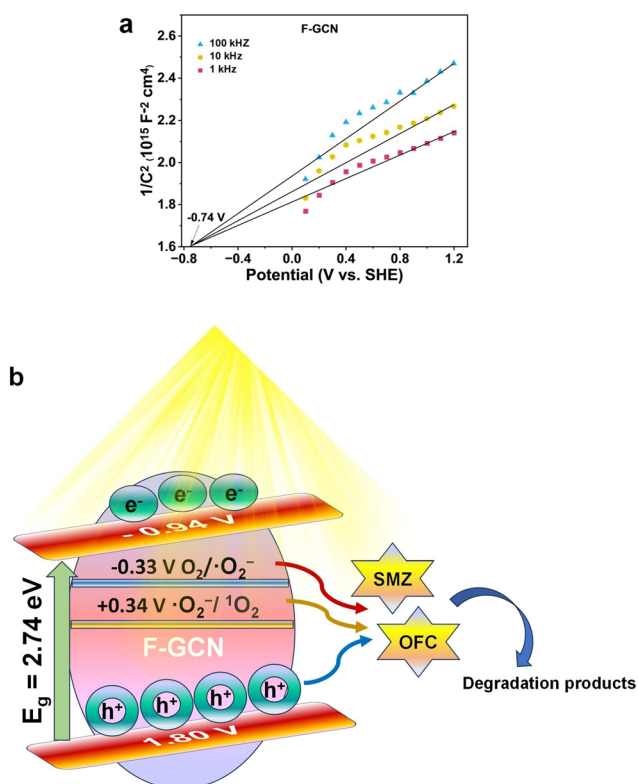 a
F-GCN
100 kHZ
10 kHz
1 kHz
1/C² (10¹⁵ F⁻² cm⁴)
2.6
2.4
2.2
2.0
1.8
1.6
-0.74 V
-0.8 -0.4 0.0 0.4 0.8 1.2
Potential (V vs. SHE)
b
e⁻ e⁻ e⁻
- 0.94 V
-0.33 V O₂/·O₂⁻
+0.34 V ·O₂⁻/ ¹O₂
F-GCN
E_g = 2.74 eV
h⁺ h⁺ h⁺ h⁺
1.80 V
SMZ
OFC
Degradation products